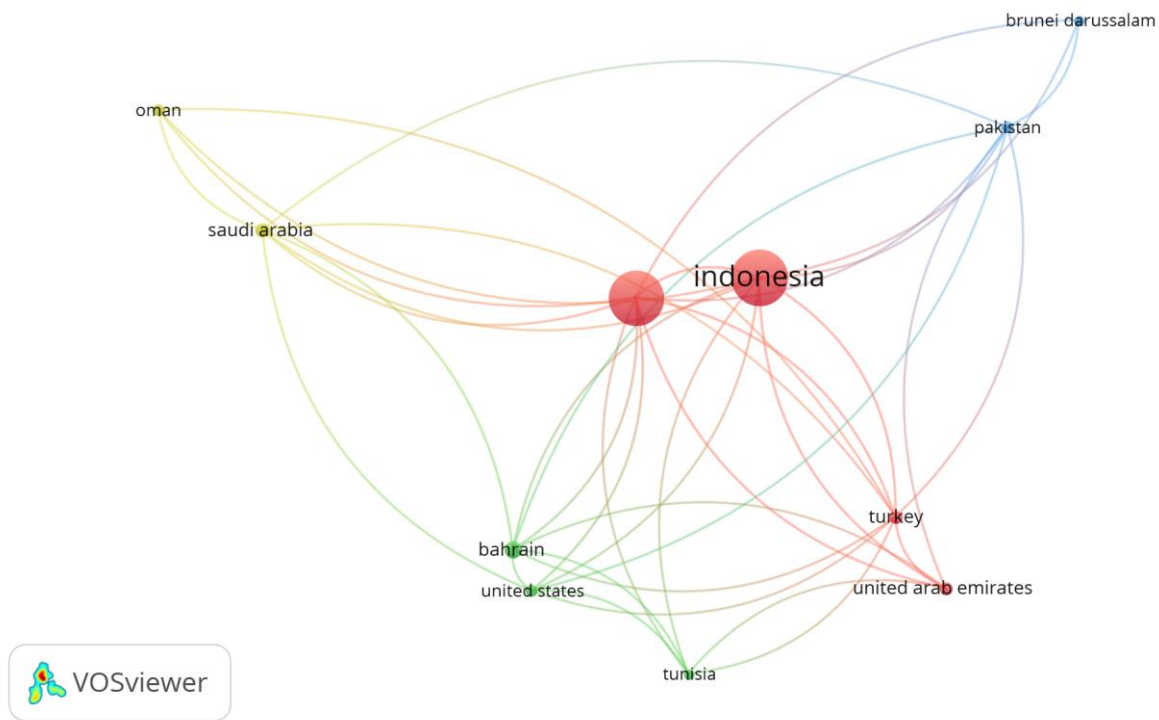 brunei darussalam
oman
pakistan
saudi arabia
indonesia
turkey
bahrain
united states
united arab emirates
tunisia
VOSviewer